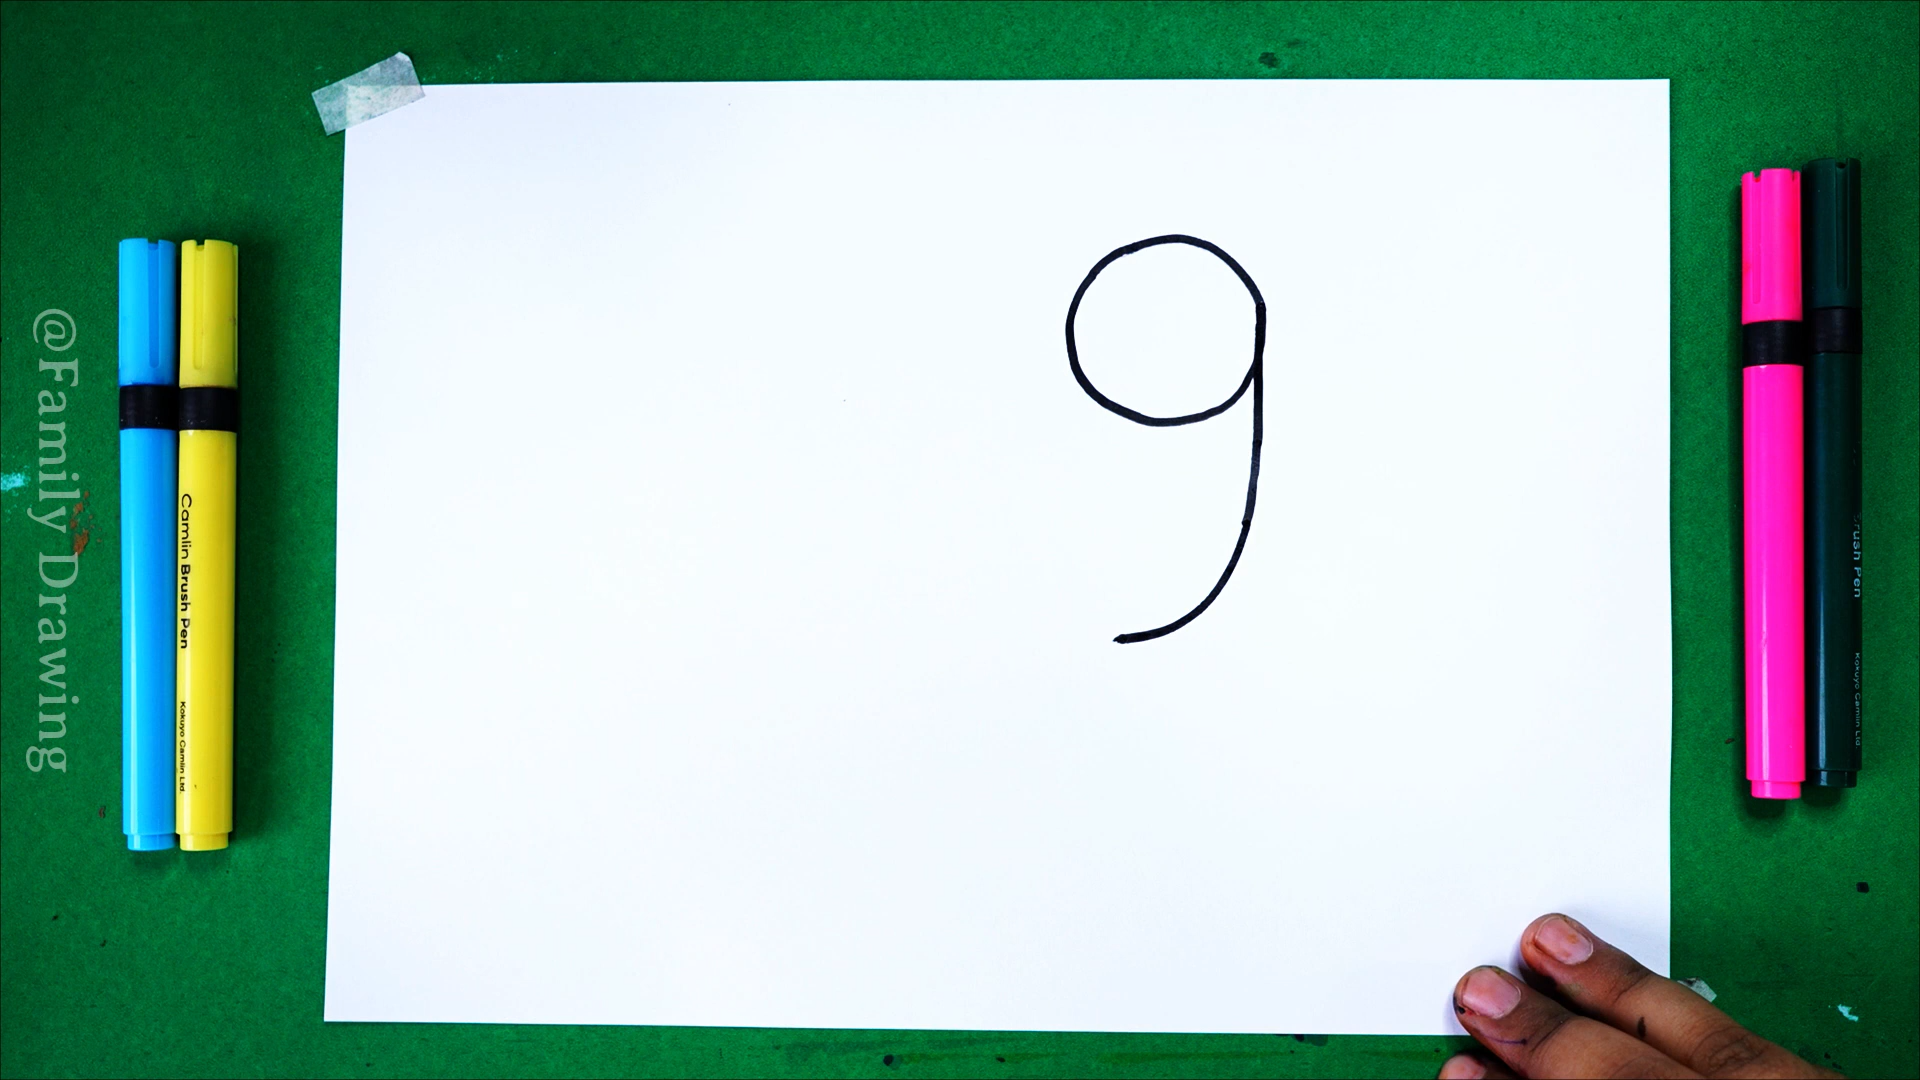 @Family Drawing
Camlin Brush Pen
Kokuyo Camlin Ltd.
9
Brush Pen
Kokuyo Camlin Ltd.